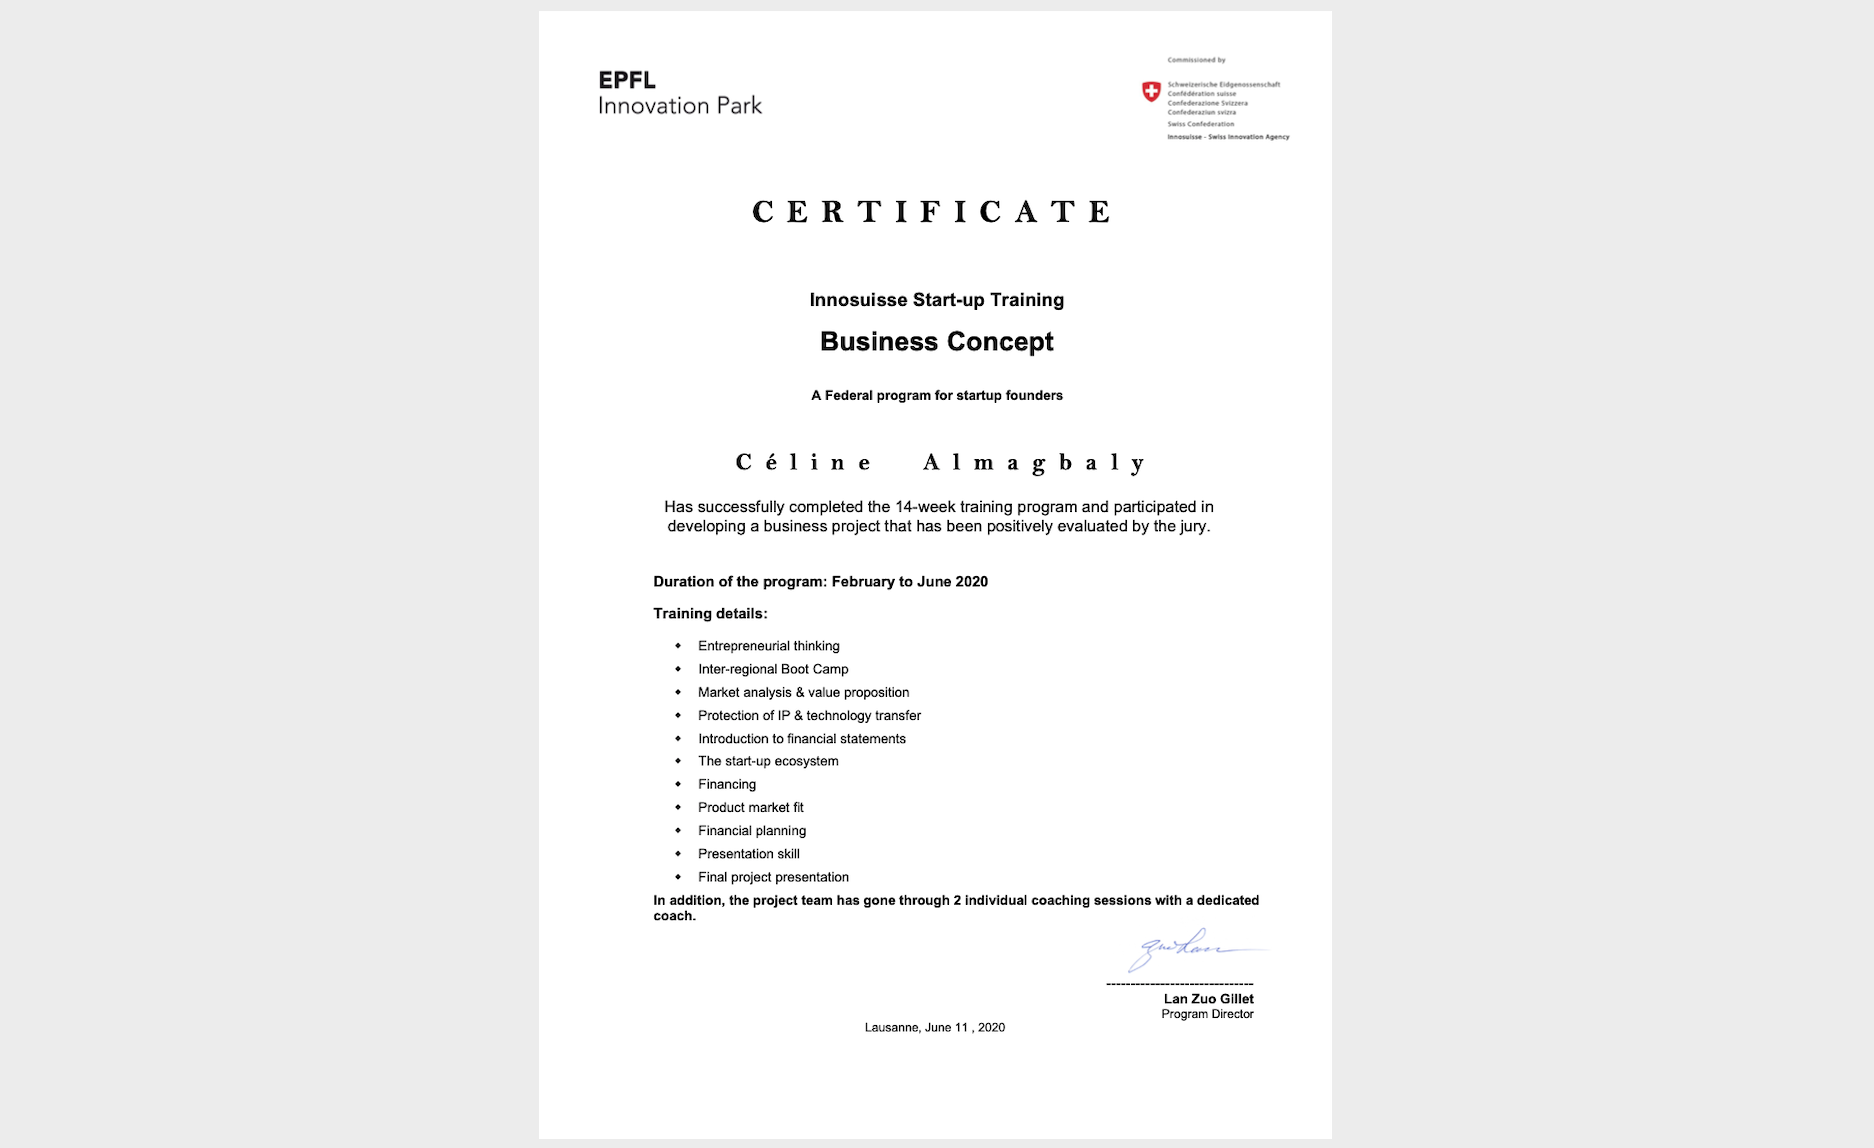 EPFL
Innovation Park
Commissioned by
Schweizerische Eidgenossenschaft
Confédération suisse
Confederazione Svizzera
Confederaziun svizra
Swiss Confederation
Innosuisse - Swiss Innovation Agency
CERTIFICATE
Innosuisse Start-up Training
Business Concept
A Federal program for startup founders
Céline Almagbaly
Has successfully completed the 14-week training program and participated in
developing a business project that has been positively evaluated by the jury.
Duration of the program: February to June 2020
Training details:
Entrepreneurial thinking
Inter-regional Boot Camp
Market analysis & value proposition
Protection of IP & technology transfer
Introduction to financial statements
The start-up ecosystem
Financing
Product market fit
Financial planning
Presentation skill
Final project presentation
In addition, the project team has gone through 2 individual coaching sessions with a dedicated
coach.
------------------------------
Lan Zuo Gillet
Program Director
Lausanne, June 11 , 2020